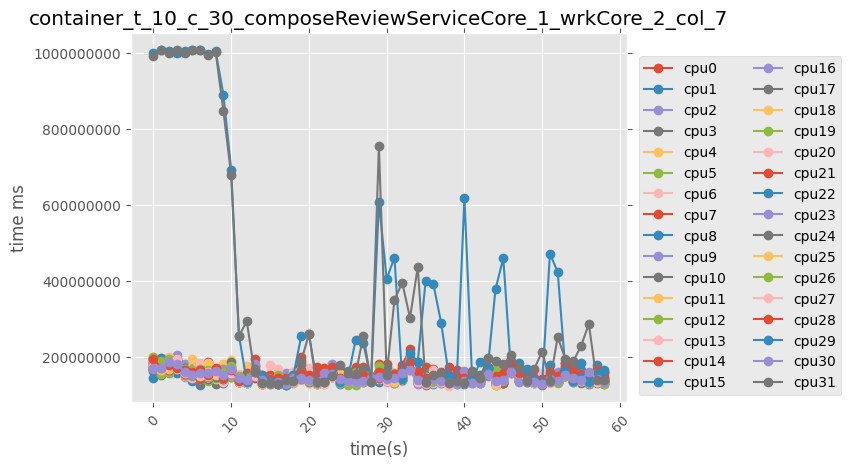 container_t_10_c_30_composeReviewServiceCore_1_wrkCore_2_col_7
time ms
1000000000
800000000
600000000
400000000
200000000
0
10
20
30
40
50
60
time(s)
cpu0
cpu1
cpu2
cpu3
cpu4
cpu5
cpu6
cpu7
cpu8
cpu9
cpu10
cpu11
cpu12
cpu13
cpu14
cpu15
cpu16
cpu17
cpu18
cpu19
cpu20
cpu21
cpu22
cpu23
cpu24
cpu25
cpu26
cpu27
cpu28
cpu29
cpu30
cpu31